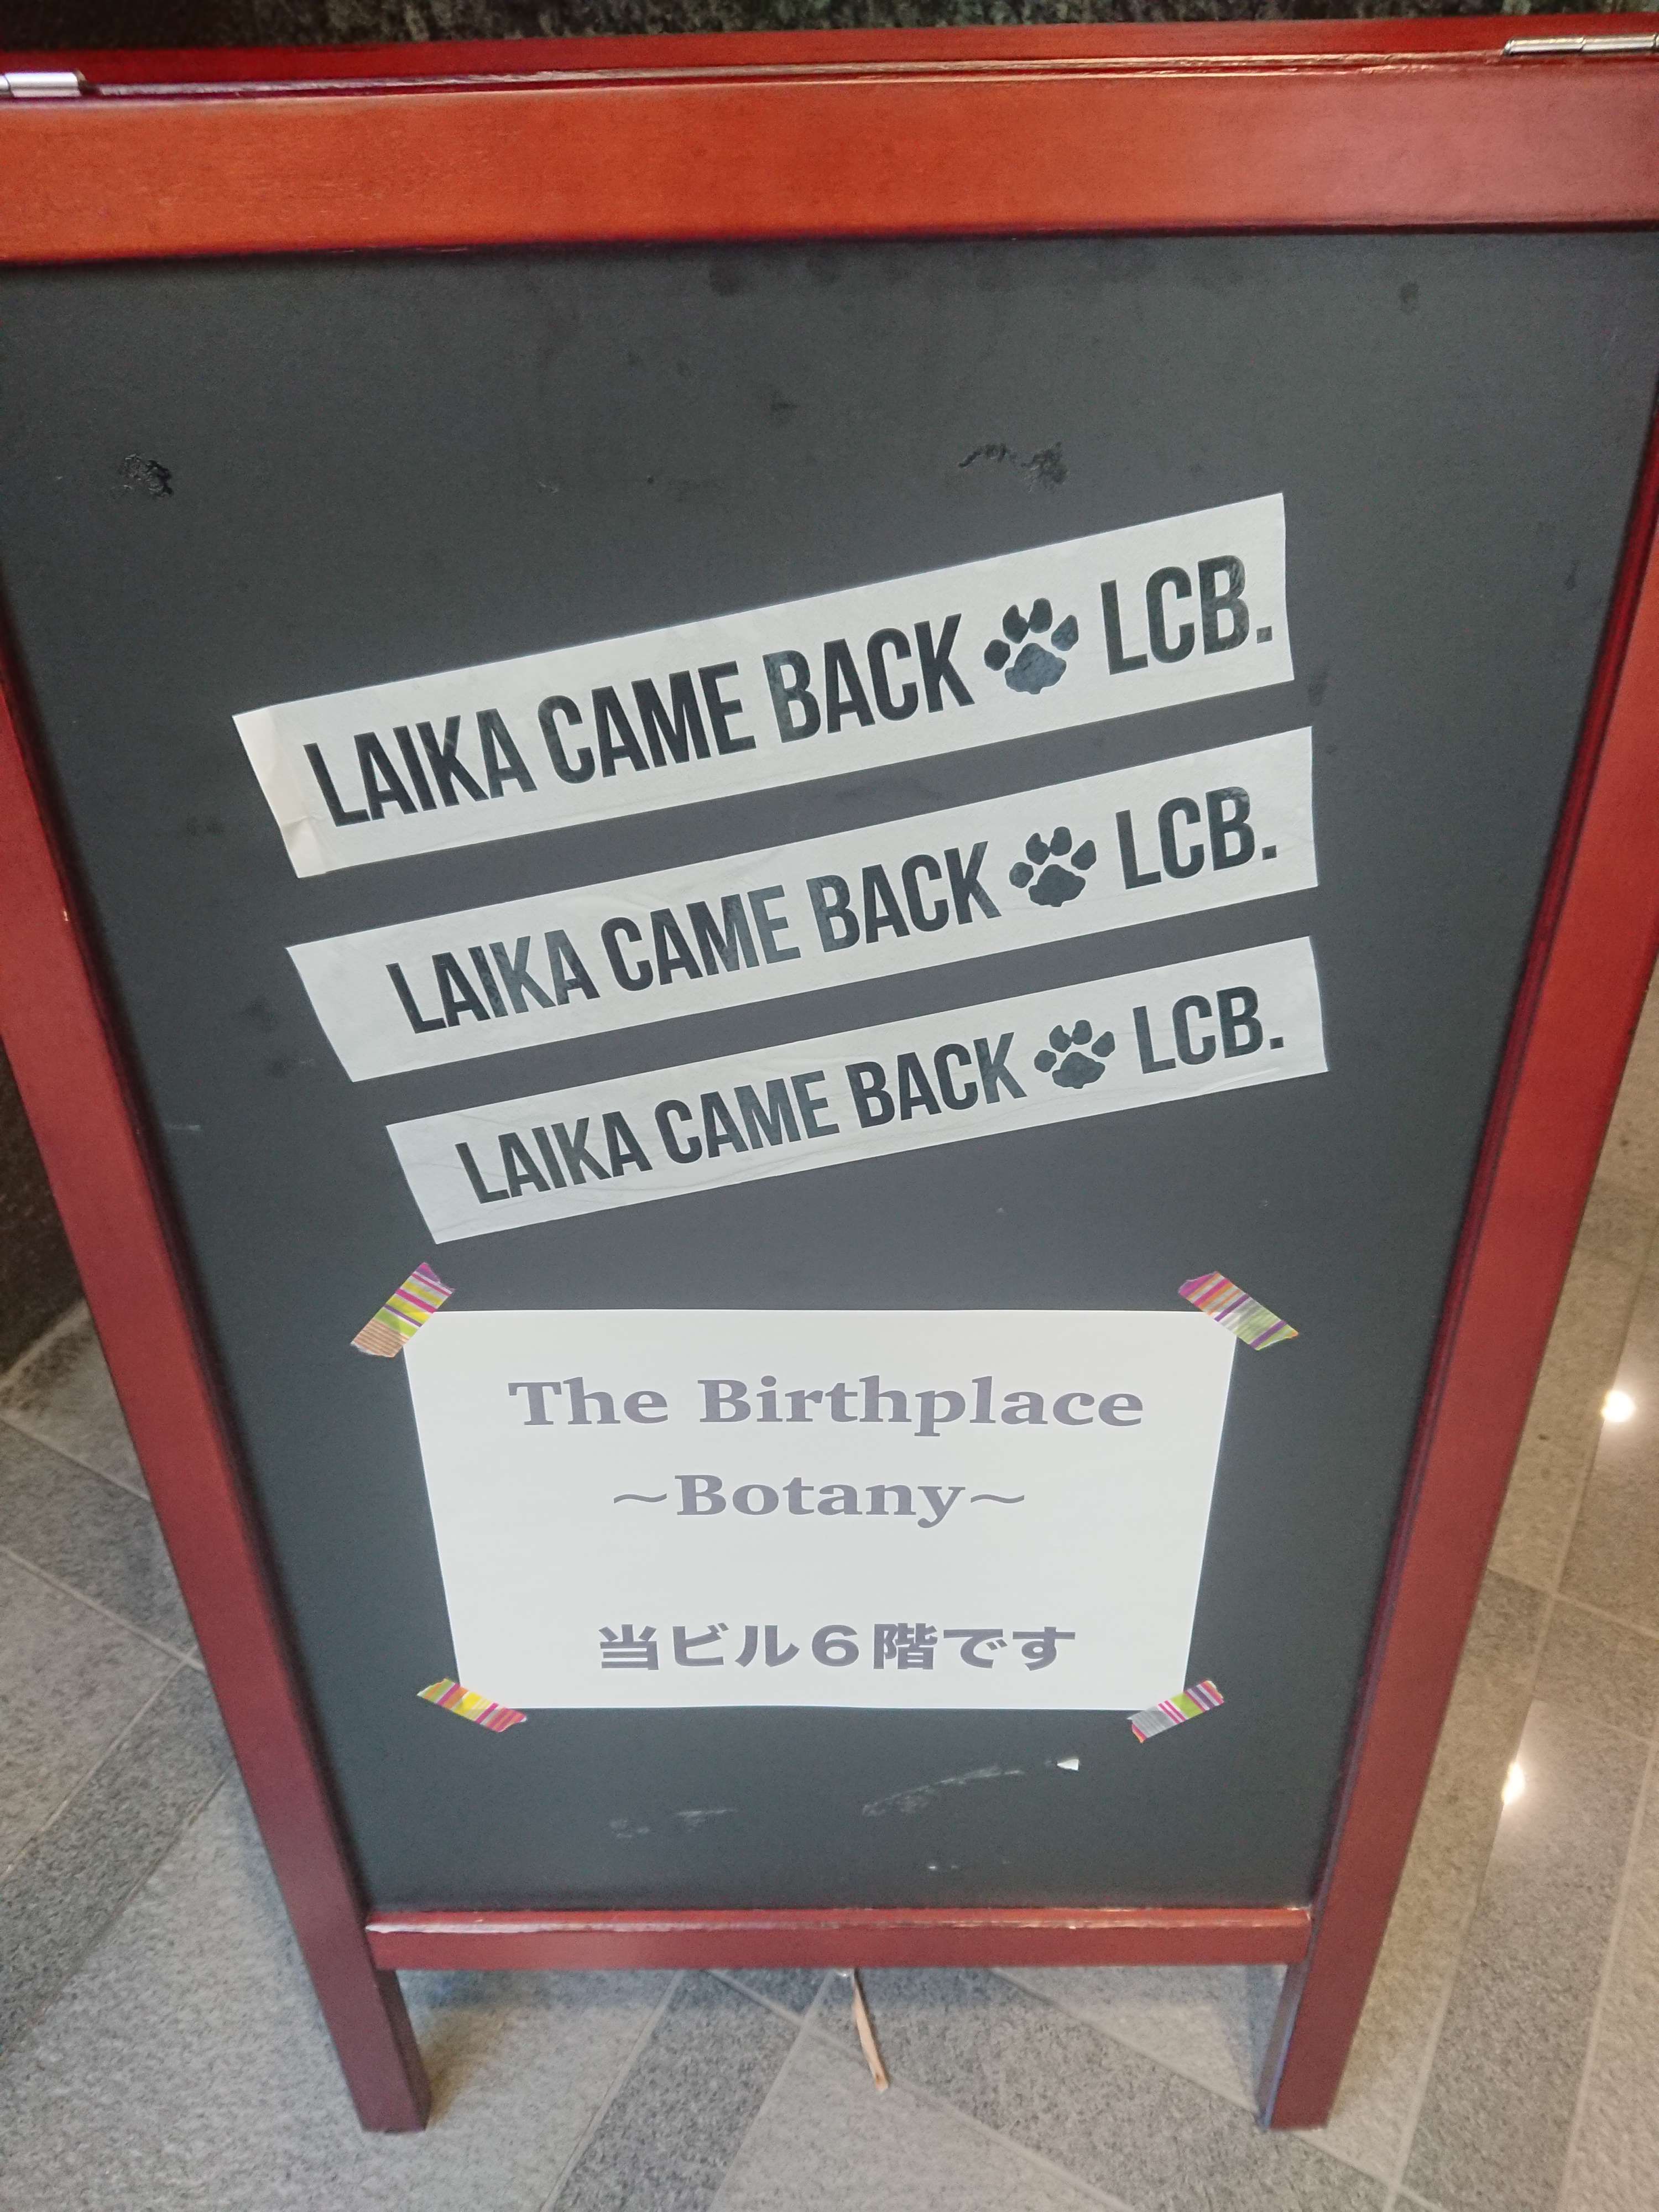 LAIKA CAME BACK LCB.
LAIKA CAME BACK LCB.
LAIKA CAME BACK LCB.
The Birthplace
~Botany~
当ビル6階です